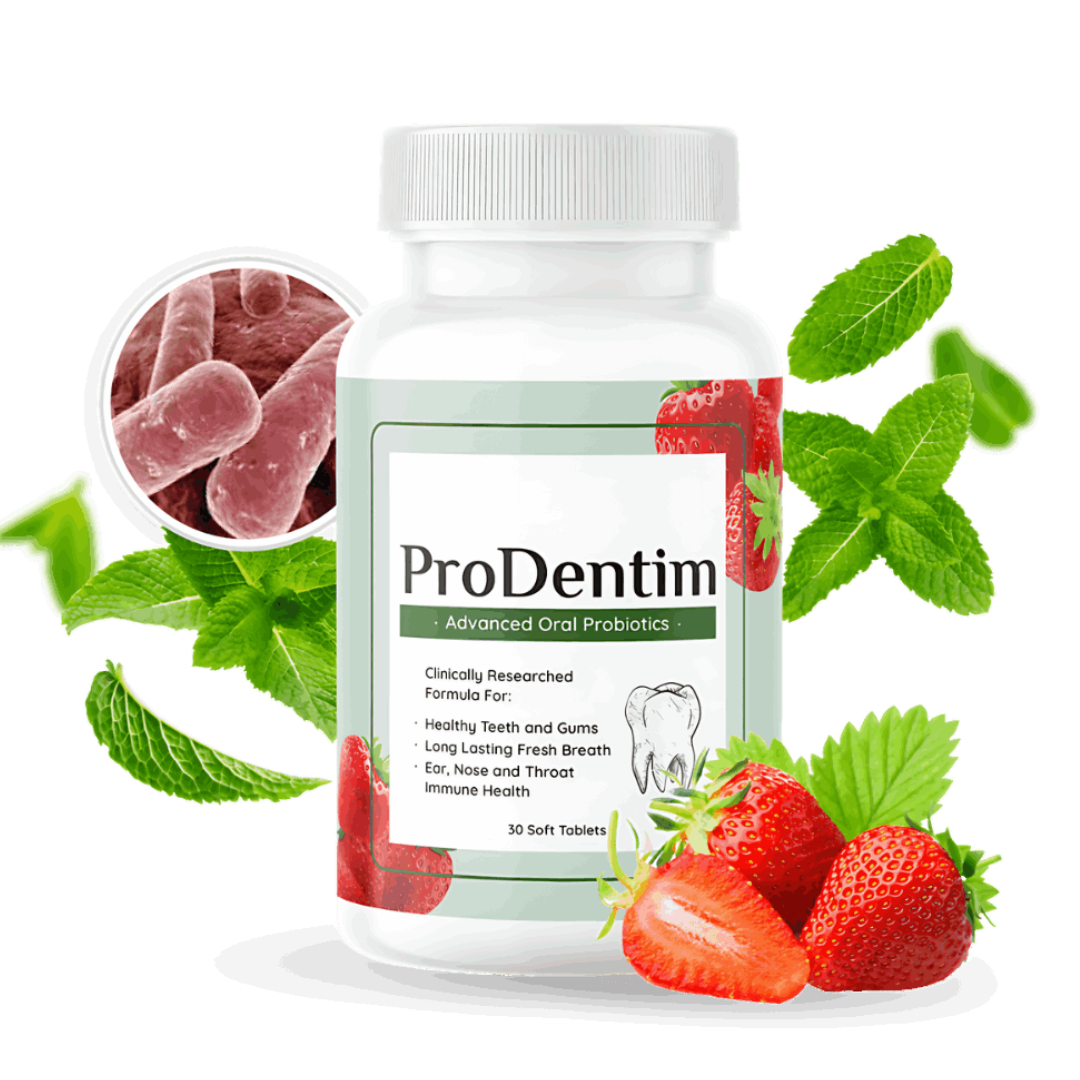 ProDentim
· Advanced Oral Probiotics ·
Clinically Researched
Formula For:
· Healthy Teeth and Gums
· Long Lasting Fresh Breath
· Ear, Nose and Throat
Immune Health
30 Soft Tablets